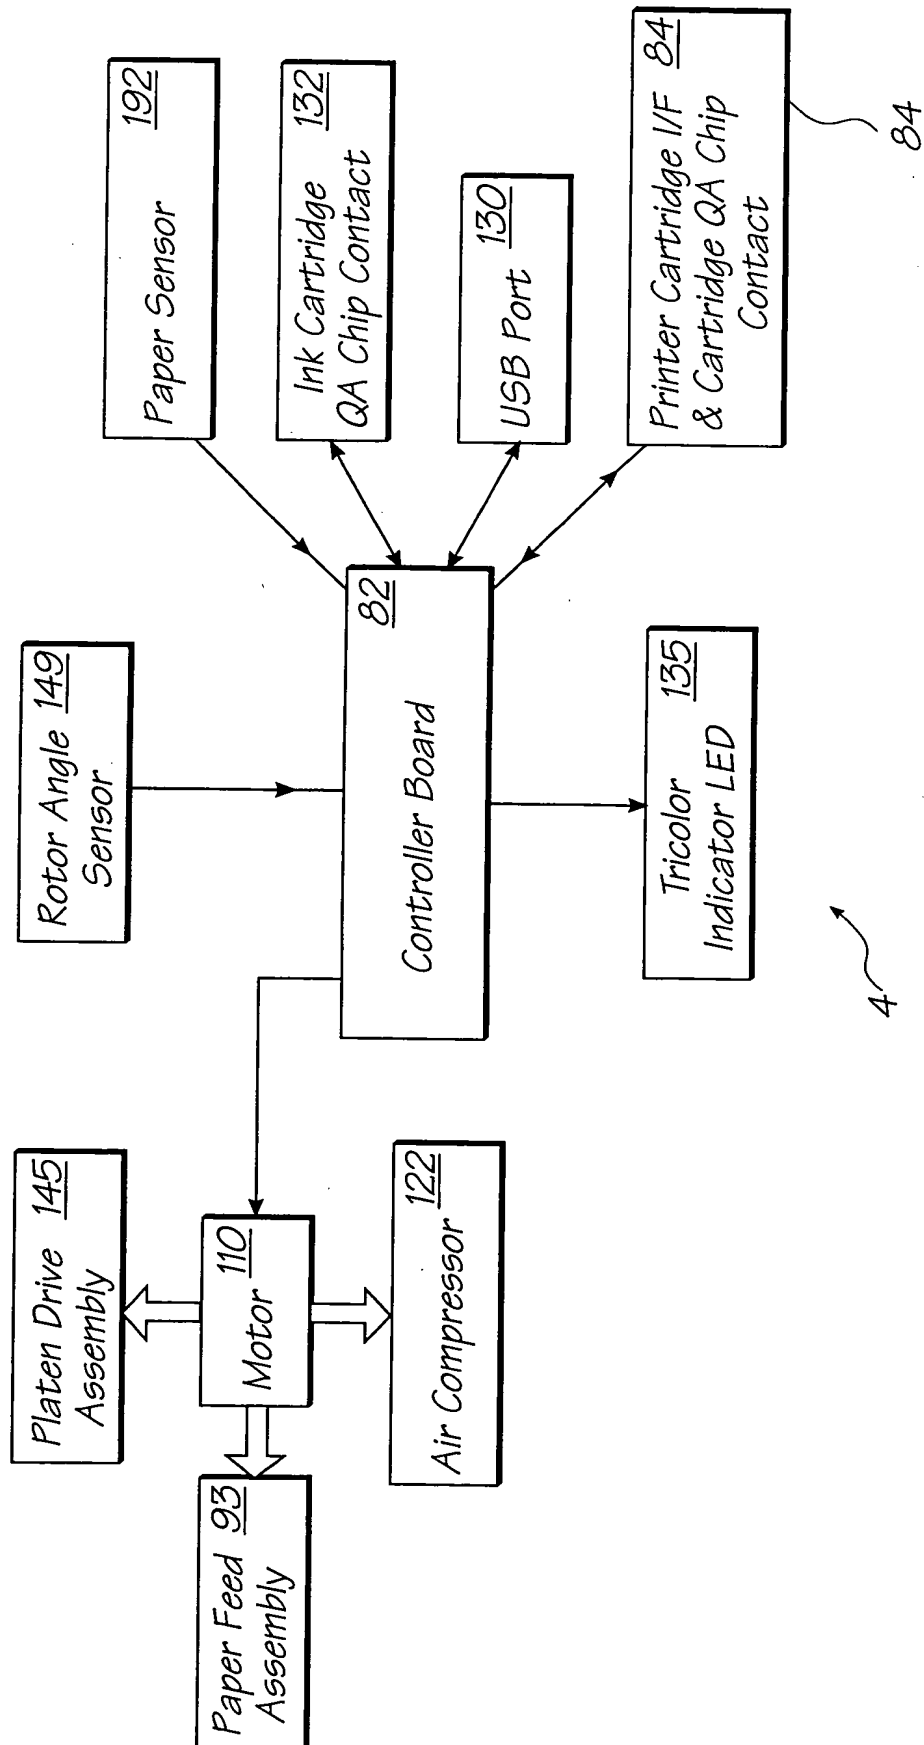 Paper Feed 93
Assembly
Platen Drive 145
Assembly
110
Motor
122
Air Compressor
Rotor Angle 149
Sensor
82
Controller Board
Tricolor 135
Indicator LED
192
Paper Sensor
Ink Cartridge 132
QA Chip Contact
130
USB Port
Printer Cartridge I/F 84
& Cartridge QA Chip
Contact
84
4